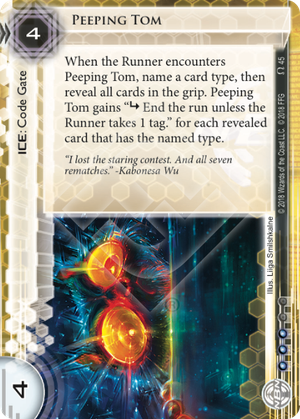 4
PEEPING TOM
When the Runner encounters
Peeping Tom, name a card type, then
reveal all cards in the grip. Peeping
Tom gains “↳ End the run unless the
Runner takes 1 tag.” for each revealed
card that has the named type.
“I lost the staring contest. And all seven
rematches.” -Kabonesa Wu
ICE: Code Gate
45
© 2018 Wizards of the Coast LLC. © 2018 FFG
Illus. Liiga Smilshkalne
4